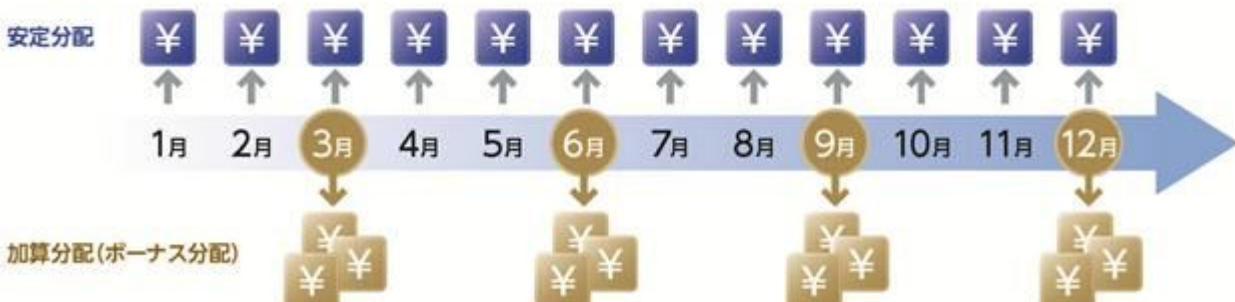 安定分配
¥ ¥ ¥ ¥ ¥ ¥ ¥ ¥ ¥ ¥ ¥ ¥
1月 2月 3月 4月 5月 6月 7月 8月 9月 10月 11月 12月
加算分配(ボーナス分配)
¥ ¥ ¥ ¥ ¥ ¥ ¥ ¥ ¥ ¥ ¥ ¥